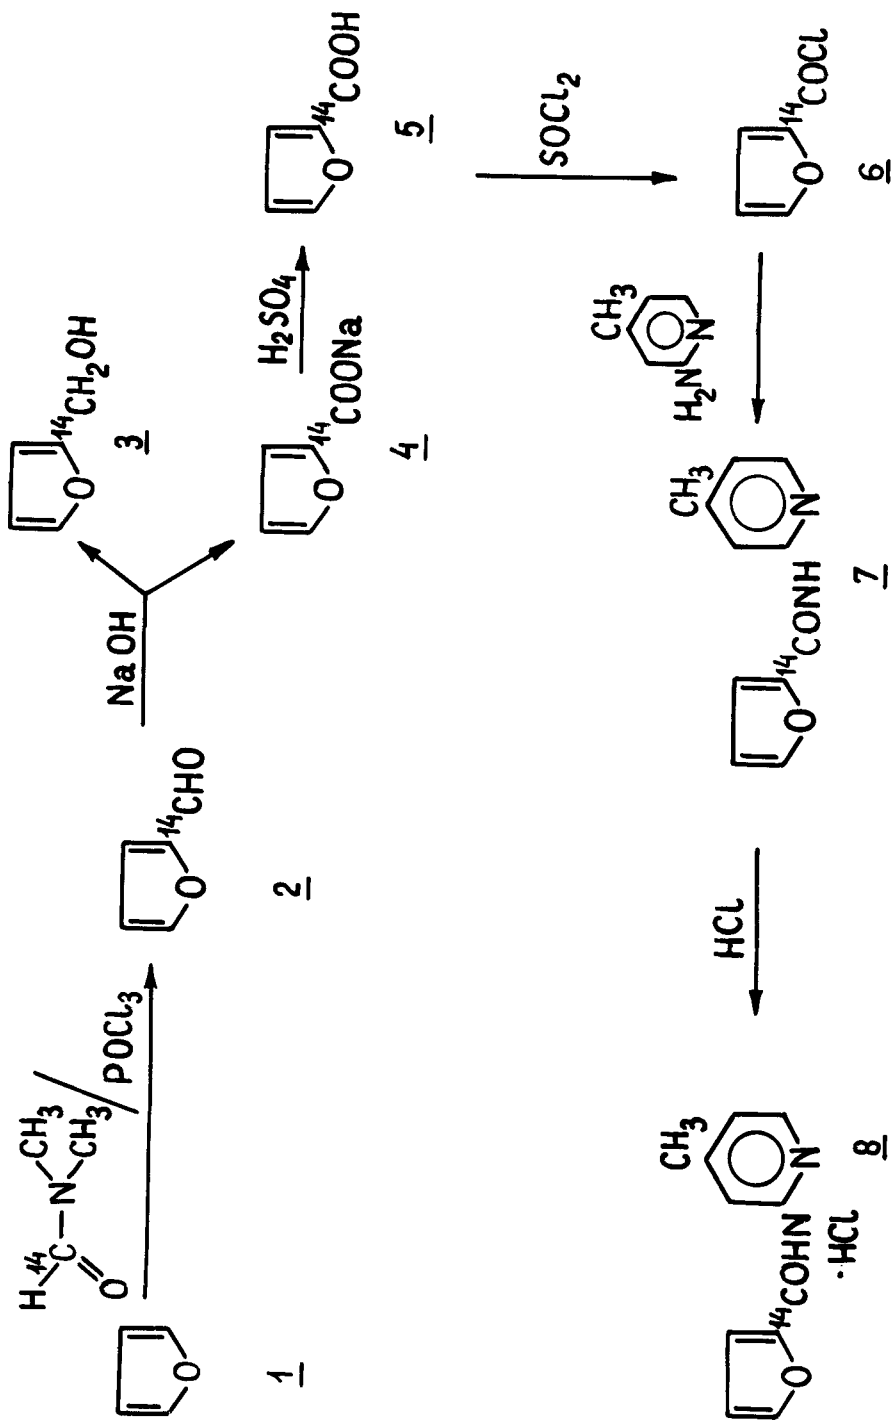 H 14C N CH3 CH3
O
POCl3
O
1
O 14CHO
2
NaOH
O 14CH2OH
3
O 14COONa
4
H2SO4
O 14COOH
5
SOCl2
O 14COCl
6
CH3
H2N N
CH3
O 14CONH N
7
HCl
CH3
O 14COHN N
· HCl
8